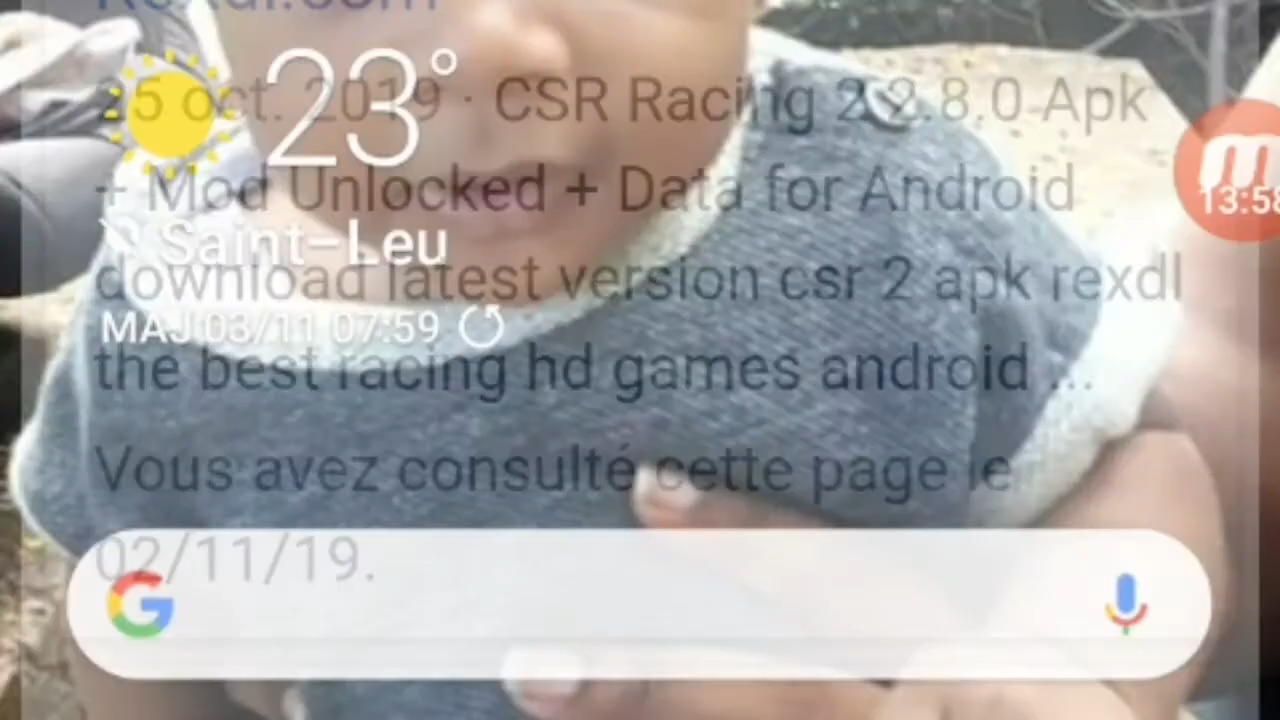 Rexdl.com
23°
25 oct. 2019 · CSR Racing 2 2.8.0 Apk
+ Mod Unlocked + Data for Android
13:58
Saint-Leu
download latest version csr 2 apk rexdl
MAJ 03/11 07:59
the best racing hd games android ...
Vous avez consulté cette page le
02/11/19.